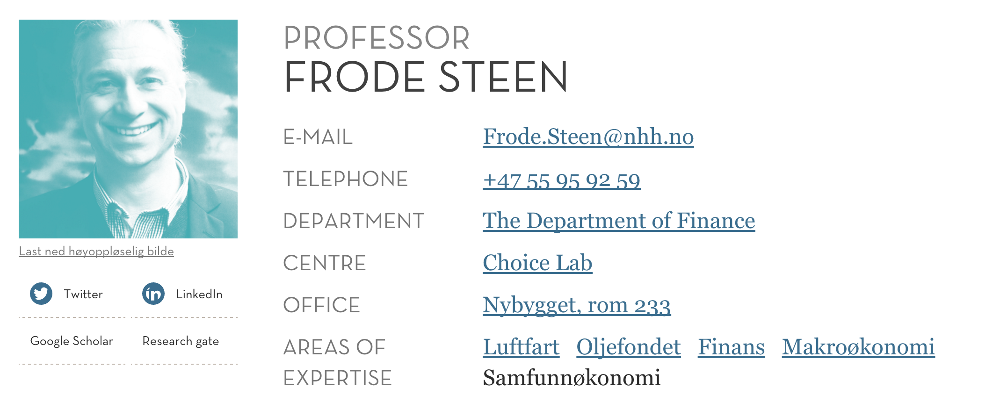 PROFESSOR
FRODE STEEN
E-MAIL Frode.Steen@nhh.no
TELEPHONE +47 55 95 92 59
DEPARTMENT The Department of Finance
CENTRE Choice Lab
OFFICE Nybygget, rom 233
AREAS OF EXPERTISE Luftfart Oljefondet Finans Makroøkonomi
Samfunnøkonomi
Last ned høyoppløselig bilde
Twitter LinkedIn
Google Scholar Research gate